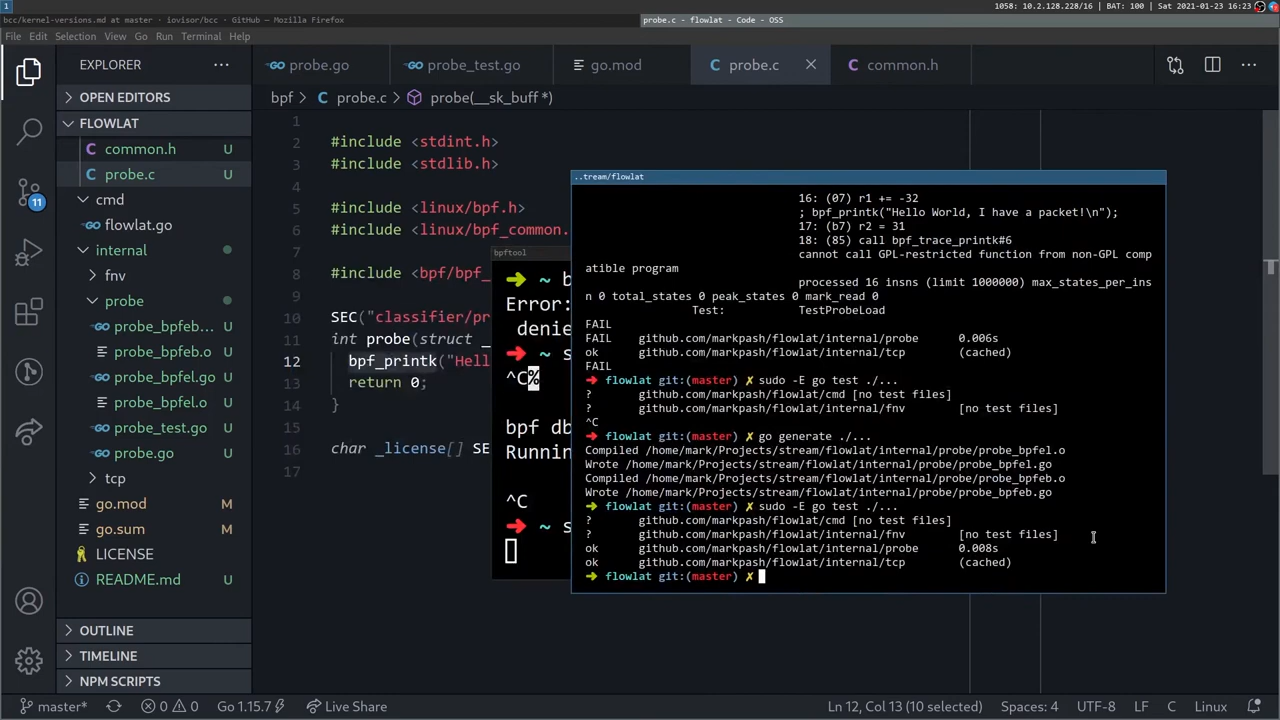 1
1058: 10.2.128.228/16 | BAT: 100 | Sat 2021-01-23 16:23
bcc/kernel-versions.md at master · iovisor/bcc - GitHub — Mozilla Firefox
probe.c - flowlat - Code - OSS
File Edit Selection View Go Run Terminal Help
EXPLORER
probe.go
probe_test.go
go.mod
probe.c
common.h
OPEN EDITORS
bpf > C probe.c > probe(__sk_buff *)
FLOWLAT
C common.h U
C probe.c U
cmd
flowlat.go
internal
fnv
probe
probe_bpfeb... U
probe_bpfeb.o U
probe_bpfel.go U
probe_bpfel.o U
probe_test.go U
probe.go U
tcp
go.mod M
go.sum M
LICENSE
README.md M
OUTLINE
TIMELINE
NPM SCRIPTS
11
1
2 #include <stdint.h>
3 #include <stdlib.h>
4
5 #include <linux/bpf.h>
6 #include <linux/bpf_common.
7
8 #include <bpf/bpf_
9
10 SEC("classifier/pr
11 int probe(struct _
12 bpf_printk("Hell
13 return 0;
14 }
15
16 char _license[] SE
17
bpftool
➜ ~ b
Error:
denie
➜ ~ s
^C%
bpf db
Runnin
^C
➜ ~ s
..tream/flowlat
16: (07) r1 += -32
; bpf_printk("Hello World, I have a packet!\n");
17: (b7) r2 = 31
18: (85) call bpf_trace_printk#6
cannot call GPL-restricted function from non-GPL comp
atible program
processed 16 insns (limit 1000000) max_states_per_ins
n 0 total_states 0 peak_states 0 mark_read 0
Test: TestProbeLoad
FAIL
FAIL github.com/markpash/flowlat/internal/probe 0.006s
ok github.com/markpash/flowlat/internal/tcp (cached)
FAIL
➜ flowlat git:(master) ✗ sudo -E go test ./...
? github.com/markpash/flowlat/cmd [no test files]
? github.com/markpash/flowlat/internal/fnv [no test files]
^C
➜ flowlat git:(master) ✗ go generate ./...
Compiled /home/mark/Projects/stream/flowlat/internal/probe/probe_bpfel.o
Wrote /home/mark/Projects/stream/flowlat/internal/probe/probe_bpfel.go
Compiled /home/mark/Projects/stream/flowlat/internal/probe/probe_bpfeb.o
Wrote /home/mark/Projects/stream/flowlat/internal/probe/probe_bpfeb.go
➜ flowlat git:(master) ✗ sudo -E go test ./...
? github.com/markpash/flowlat/cmd [no test files]
? github.com/markpash/flowlat/internal/fnv [no test files]
ok github.com/markpash/flowlat/internal/probe 0.008s
ok github.com/markpash/flowlat/internal/tcp (cached)
➜ flowlat git:(master) ✗
master* 0 0 Go 1.15.7 Live Share
Ln 12, Col 13 (10 selected) Spaces: 4 UTF-8 LF C Linux